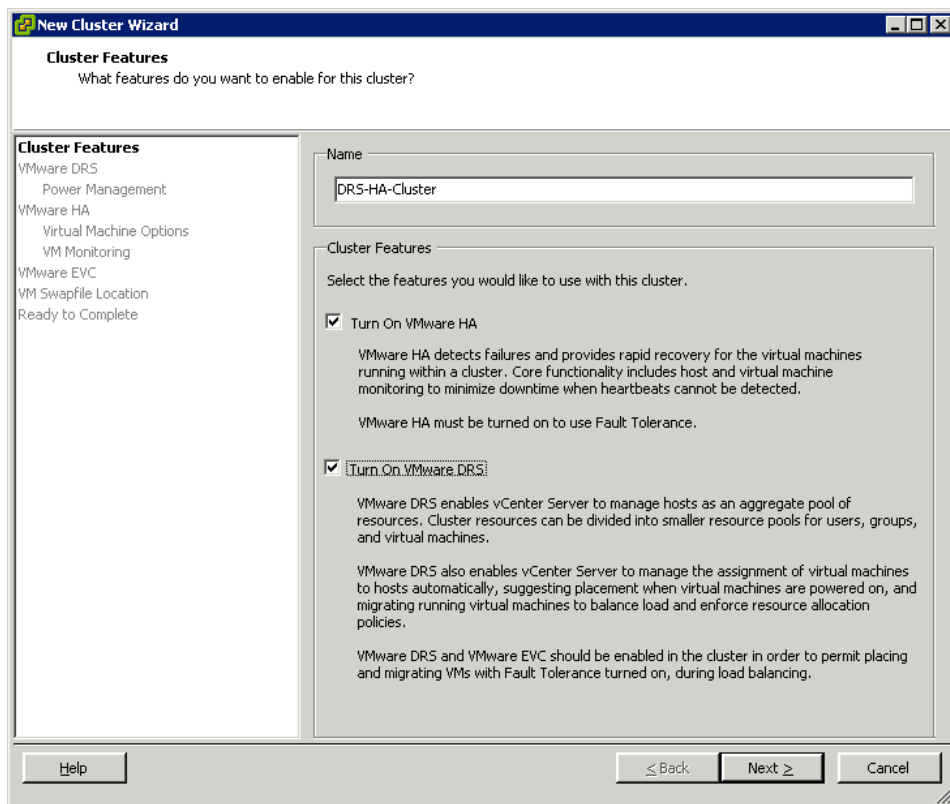 New Cluster Wizard
Cluster Features
What features do you want to enable for this cluster?
Cluster Features
VMware DRS
Power Management
VMware HA
Virtual Machine Options
VM Monitoring
VMware EVC
VM Swapfile Location
Ready to Complete
Name
DRS-HA-Cluster
Cluster Features
Select the features you would like to use with this cluster.
Turn On VMware HA
VMware HA detects failures and provides rapid recovery for the virtual machines
running within a cluster. Core functionality includes host and virtual machine
monitoring to minimize downtime when heartbeats cannot be detected.
VMware HA must be turned on to use Fault Tolerance.
Turn On VMware DRS
VMware DRS enables vCenter Server to manage hosts as an aggregate pool of
resources. Cluster resources can be divided into smaller resource pools for users, groups,
and virtual machines.
VMware DRS also enables vCenter Server to manage the assignment of virtual machines
to hosts automatically, suggesting placement when virtual machines are powered on, and
migrating running virtual machines to balance load and enforce resource allocation
policies.
VMware DRS and VMware EVC should be enabled in the cluster in order to permit placing
and migrating VMs with Fault Tolerance turned on, during load balancing.
Help
≤ Back
Next ≥
Cancel